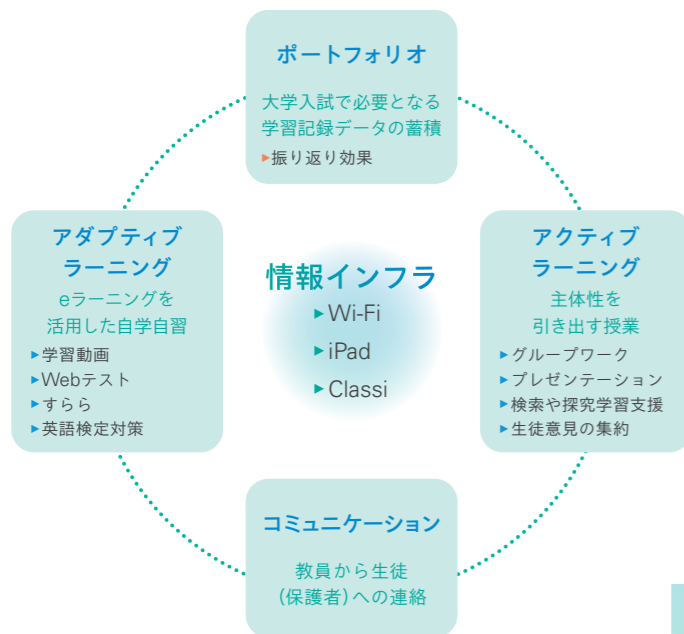 ポートフォリオ
大学入試で必要となる
学習記録データの蓄積
▶振り返り効果
アダプティブ
ラーニング
eラーニングを
活用した自学自習
▶学習動画
▶Webテスト
▶すらら
▶英語検定対策
情報インフラ
▶Wi-Fi
▶iPad
▶Classi
アクティブ
ラーニング
主体性を
引き出す授業
▶グループワーク
▶プレゼンテーション
▶検索や探究学習支援
▶生徒意見の集約
コミュニケーション
教員から生徒
(保護者)への連絡